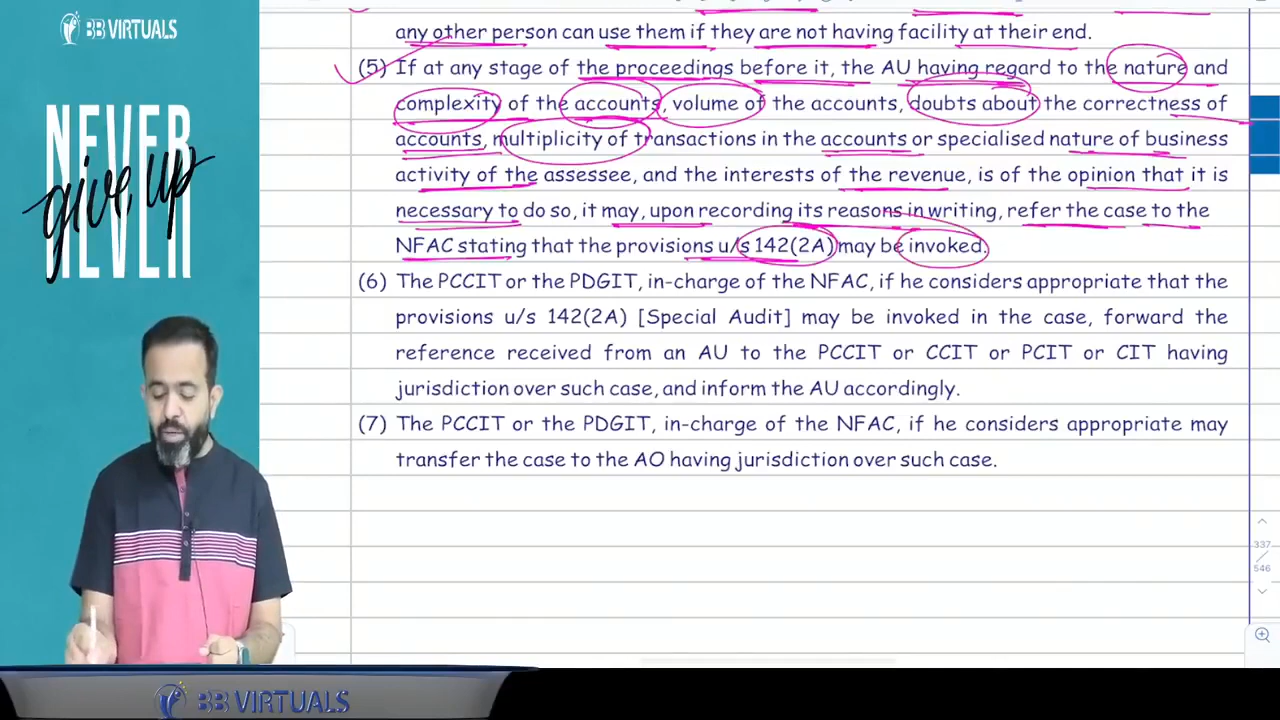 BB VIRTUALS
NEVER
give up
NEVER
any other person can use them if they are not having facility at their end.
(5) If at any stage of the proceedings before it, the AU having regard to the nature and
complexity of the accounts, volume of the accounts, doubts about the correctness of
accounts, multiplicity of transactions in the accounts or specialised nature of business
activity of the assessee, and the interests of the revenue, is of the opinion that it is
necessary to do so, it may, upon recording its reasons in writing, refer the case to the
NFAC stating that the provisions u/s 142(2A) may be invoked.
(6) The PCCIT or the PDGIT, in-charge of the NFAC, if he considers appropriate that the
provisions u/s 142(2A) [Special Audit] may be invoked in the case, forward the
reference received from an AU to the PCCIT or CCIT or PCIT or CIT having
jurisdiction over such case, and inform the AU accordingly.
(7) The PCCIT or the PDGIT, in-charge of the NFAC, if he considers appropriate may
transfer the case to the AO having jurisdiction over such case.
337
546
BB VIRTUALS